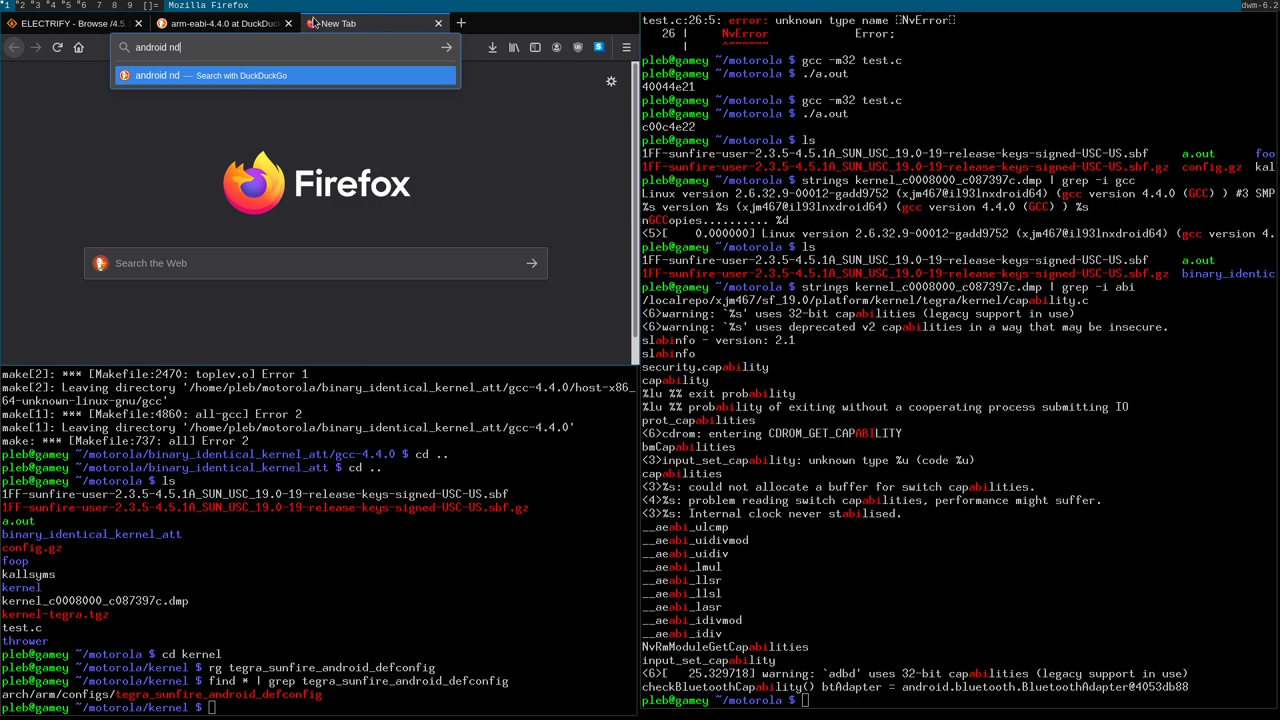 1 2 3 4 5 6 7 8 9 []= Mozilla Firefox dwm-6.2
ELECTRIFY - Browse /4.5. arm-eabi-4.4.0 at DuckDuc New Tab
android nd
android nd — Search with DuckDuckGo
Firefox
Search the Web
make[2]: *** [Makefile:2470: toplev.o] Error 1
make[2]: Leaving directory '/home/pleb/motorola/binary_identical_kernel_att/gcc-4.4.0/host-x86_
64-unknown-linux-gnu/gcc'
make[1]: *** [Makefile:4860: all-gcc] Error 2
make[1]: Leaving directory '/home/pleb/motorola/binary_identical_kernel_att/gcc-4.4.0'
make: *** [Makefile:737: all] Error 2
pleb@gamey ~/motorola/binary_identical_kernel_att/gcc-4.4.0 $ cd ..
pleb@gamey ~/motorola/binary_identical_kernel_att $ cd ..
pleb@gamey ~/motorola $ ls
1FF-sunfire-user-2.3.5-4.5.1A_SUN_USC_19.0-19-release-keys-signed-USC-US.sbf
1FF-sunfire-user-2.3.5-4.5.1A_SUN_USC_19.0-19-release-keys-signed-USC-US.sbf.gz
a.out
binary_identical_kernel_att
config.gz
foop
kallsyms
kernel
kernel_c0008000_c087397c.dmp
kernel-tegra.tgz
test.c
thrower
pleb@gamey ~/motorola $ cd kernel
pleb@gamey ~/motorola/kernel $ rg tegra_sunfire_android_defconfig
pleb@gamey ~/motorola/kernel $ find * | grep tegra_sunfire_android_defconfig
arch/arm/configs/tegra_sunfire_android_defconfig
pleb@gamey ~/motorola/kernel $
test.c:26:5: error: unknown type name NvError
26 | NvError Error;
| ^~~~~~~
pleb@gamey ~/motorola $ gcc -m32 test.c
pleb@gamey ~/motorola $ ./a.out
40044e21
pleb@gamey ~/motorola $ gcc -m32 test.c
pleb@gamey ~/motorola $ ./a.out
c00c4e22
pleb@gamey ~/motorola $ ls
1FF-sunfire-user-2.3.5-4.5.1A_SUN_USC_19.0-19-release-keys-signed-USC-US.sbf a.out foo
1FF-sunfire-user-2.3.5-4.5.1A_SUN_USC_19.0-19-release-keys-signed-USC-US.sbf.gz config.gz kal
pleb@gamey ~/motorola $ strings kernel_c0008000_c087397c.dmp | grep -i gcc
Linux version 2.6.32.9-00012-gadd9752 (xjm467@il93lnxdroid64) (gcc version 4.4.0 (GCC) ) #3 SMP
%s version %s (xjm467@il93lnxdroid64) (gcc version 4.4.0 (GCC) ) %s
nGCCopies.......... %d
<5>[ 0.000000] Linux version 2.6.32.9-00012-gadd9752 (xjm467@il93lnxdroid64) (gcc version 4.
pleb@gamey ~/motorola $ ls
1FF-sunfire-user-2.3.5-4.5.1A_SUN_USC_19.0-19-release-keys-signed-USC-US.sbf a.out
1FF-sunfire-user-2.3.5-4.5.1A_SUN_USC_19.0-19-release-keys-signed-USC-US.sbf.gz binary_identic
pleb@gamey ~/motorola $ strings kernel_c0008000_c087397c.dmp | grep -i abi
/localrepo/xjm467/sf_19.0/platform/kernel/tegra/kernel/capability.c
<6>warning: `%s' uses 32-bit capabilities (legacy support in use)
<6>warning: `%s' uses deprecated v2 capabilities in a way that may be insecure.
slabinfo - version: 2.1
slabinfo
security.capability
capability
%lu %% exit probability
%lu %% probability of exiting without a cooperating process submitting IO
prot_capabilities
<6>cdrom: entering CDROM_GET_CAPABILITY
bmCapabilities
<3>input_set_capability: unknown type %u (code %u)
capabilities
<3>%s: could not allocate a buffer for switch capabilities.
<4>%s: problem reading switch capabilities, performance might suffer.
<3>%s: Internal clock never stabilised.
__aeabi_ulcmp
__aeabi_uidivmod
__aeabi_uidiv
__aeabi_lmul
__aeabi_llsr
__aeabi_llsl
__aeabi_lasr
__aeabi_idivmod
__aeabi_idiv
NvRmModuleGetCapabilities
input_set_capability
<6>[ 25.329718] warning: `adbd' uses 32-bit capabilities (legacy support in use)
checkBluetoothCapability() btAdapter = android.bluetooth.BluetoothAdapter@4053db88
pleb@gamey ~/motorola $